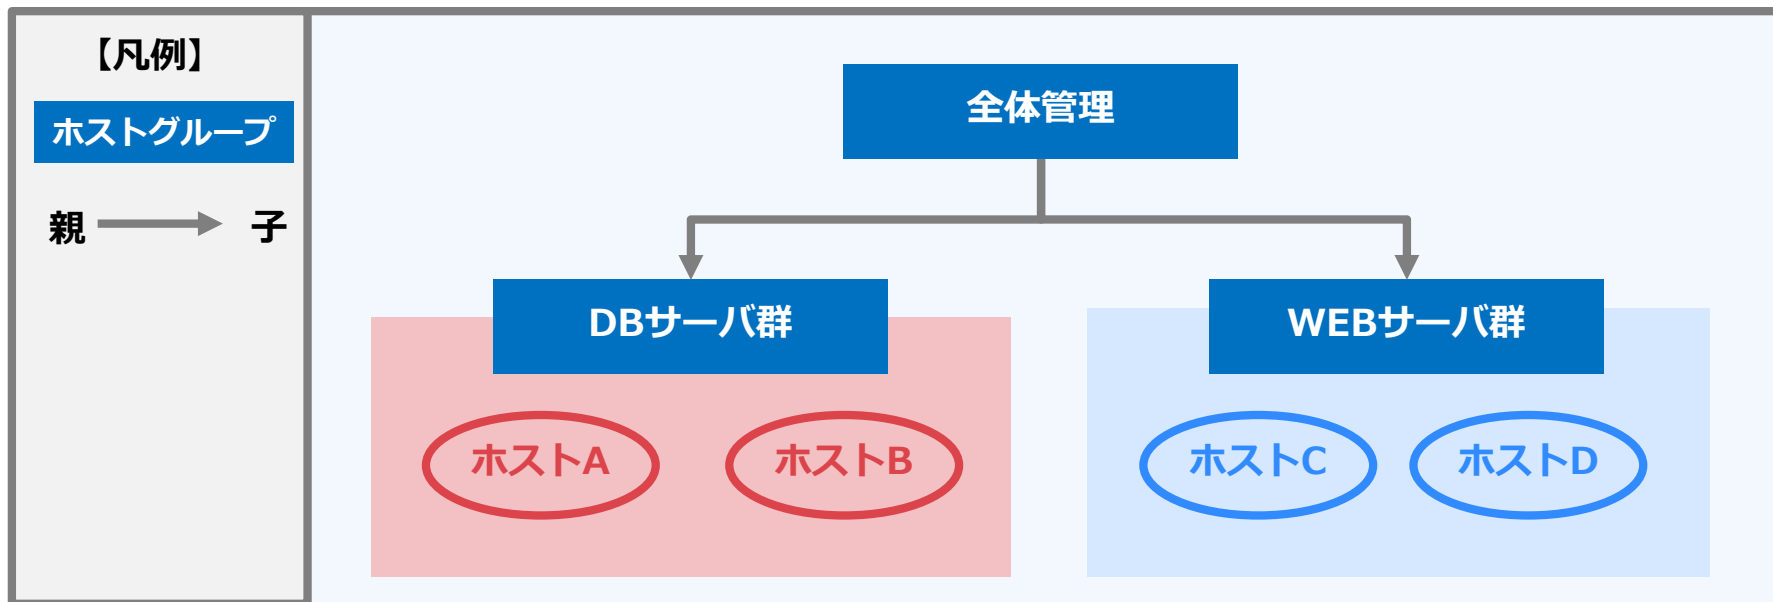 【凡例】
ホストグループ
親 子
全体管理
DBサーバ群
WEBサーバ群
ホストA
ホストB
ホストC
ホストD